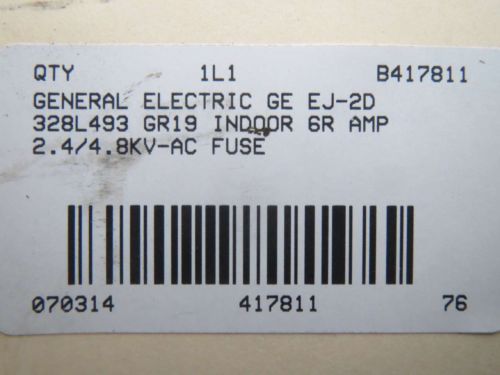 QTY 1L1 B417811
GENERAL ELECTRIC GE EJ-2D
328L493 GR19 INDOOR 6R AMP
2.4/4.8KV-AC FUSE
070314 417811 76